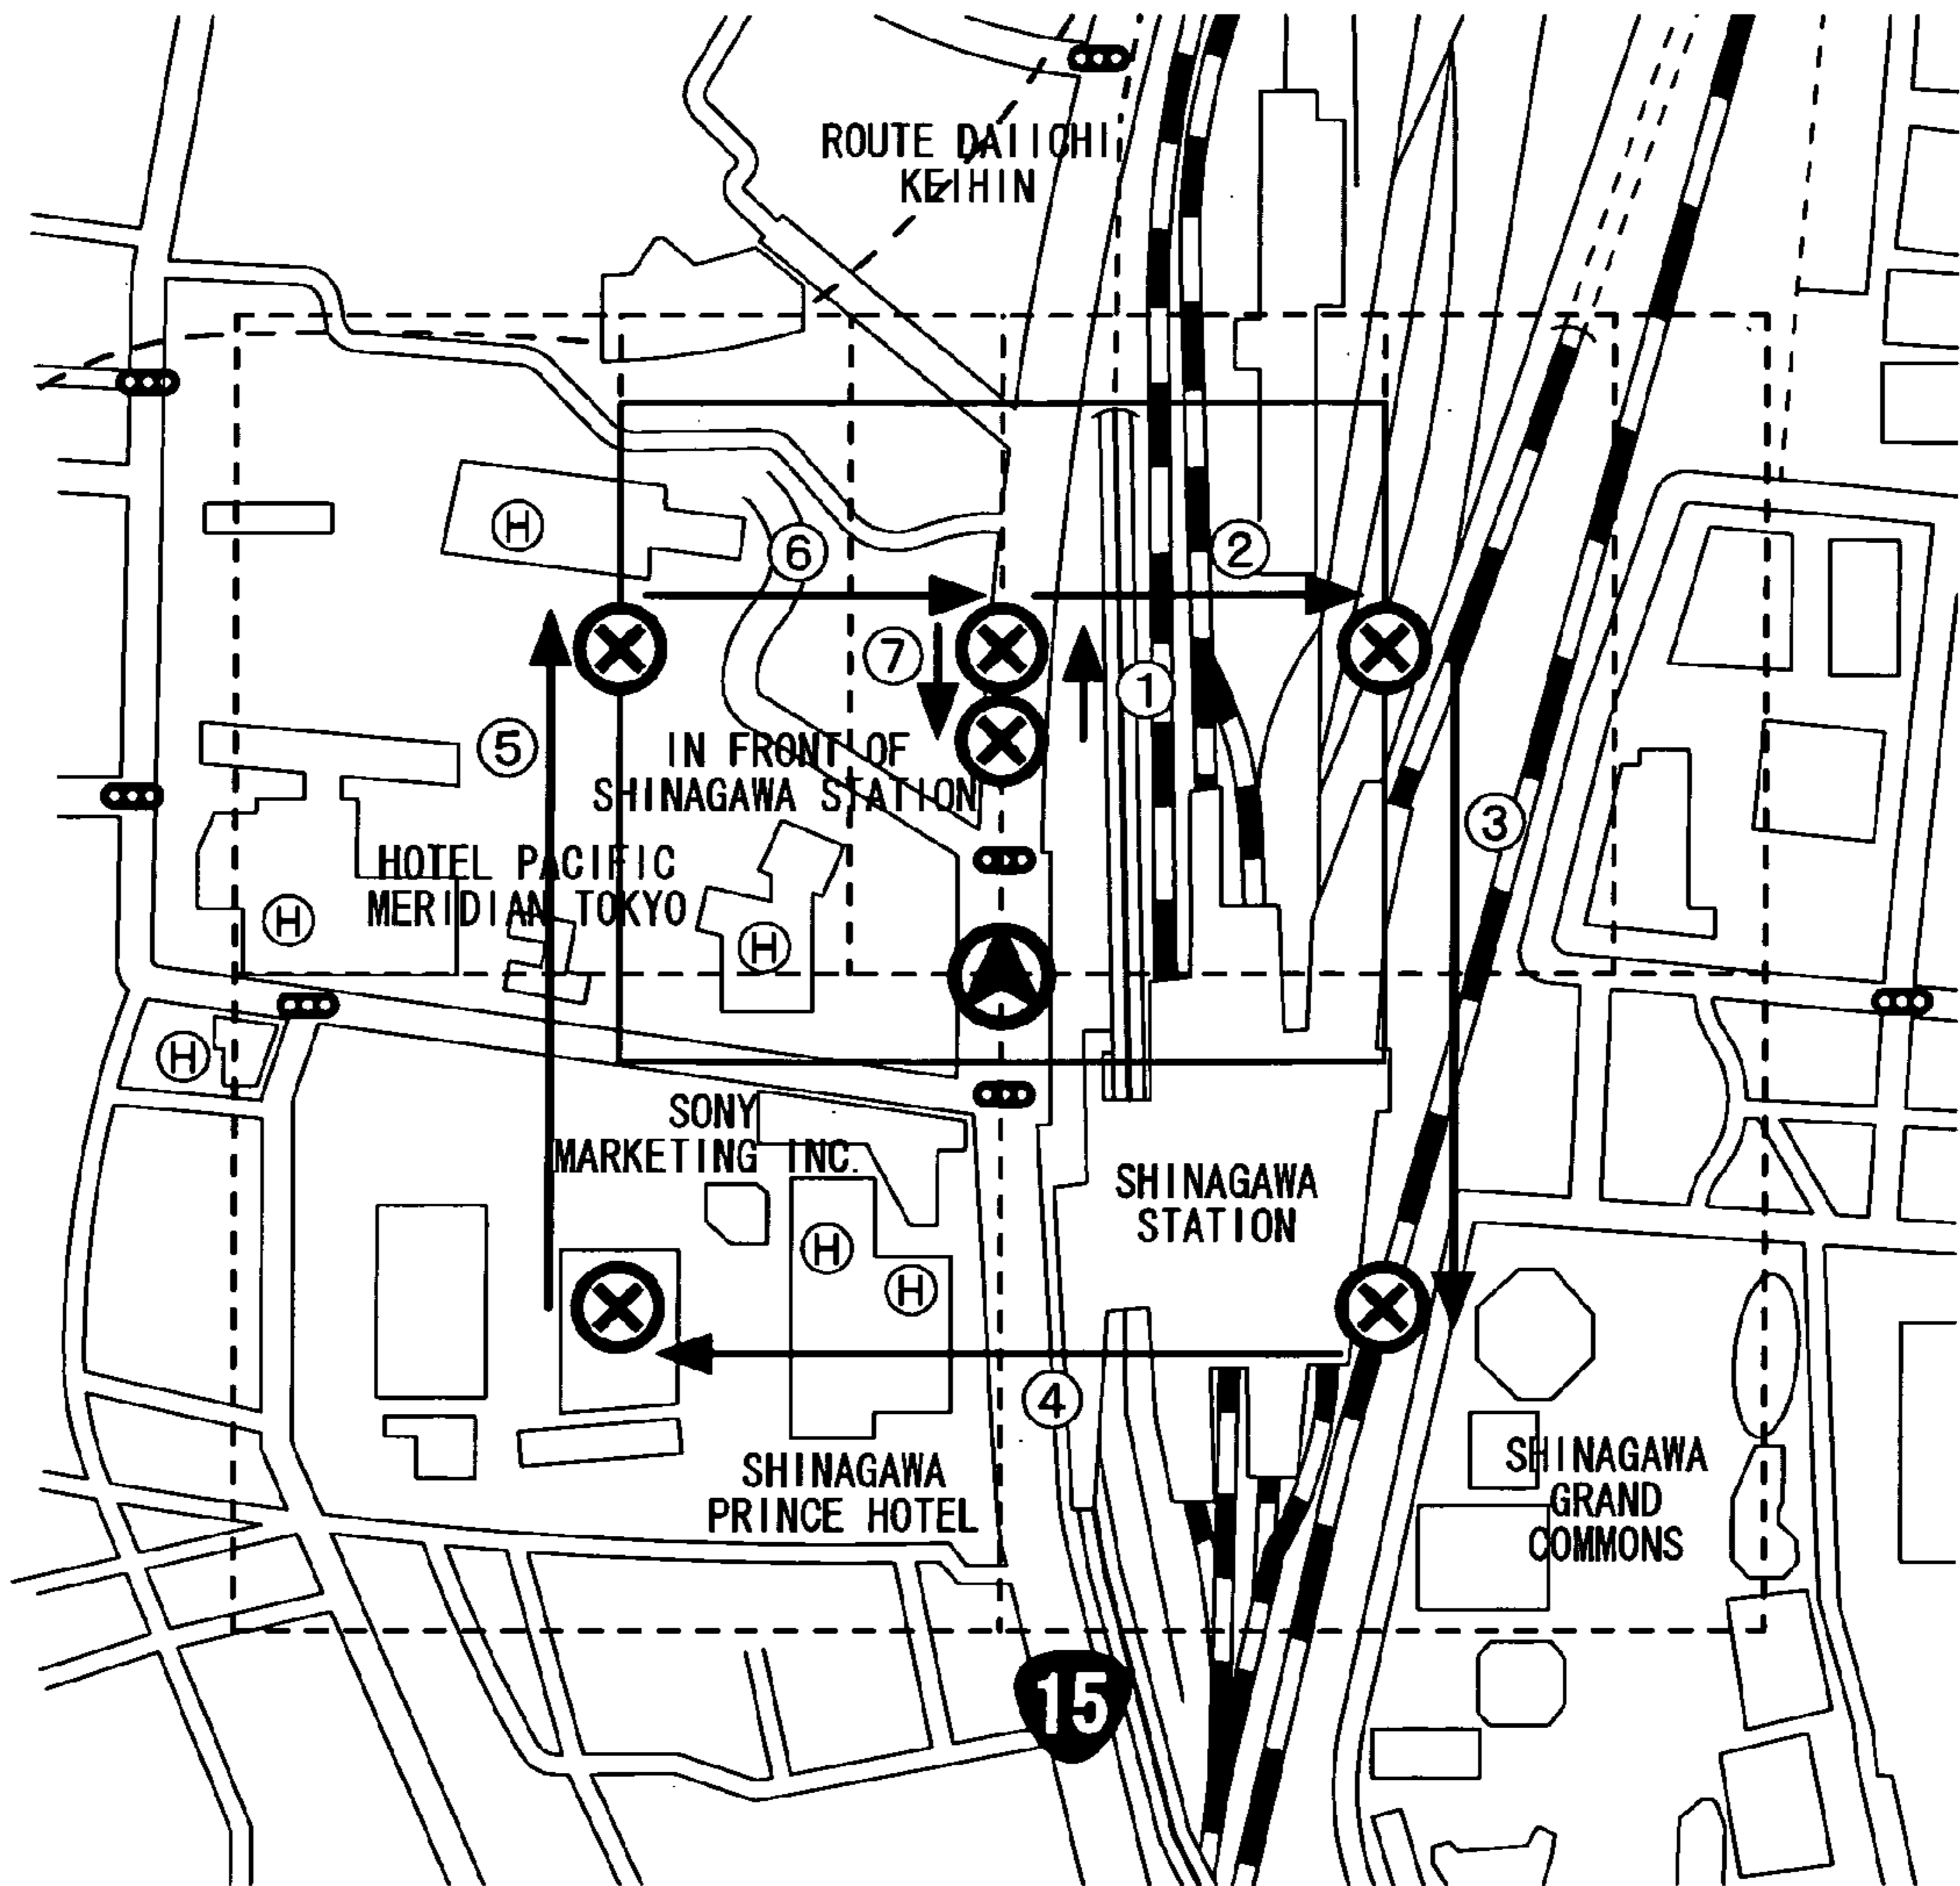 ROUTE DAIICHI
KEIHIN
H
⑥
②
⑦
①
⑤
IN FRONT OF
SHINAGAWA STATION
③
HOTEL PACIFIC
MERIDIAN TOKYO
H
H
H
SONY
MARKETING INC.
SHINAGAWA
STATION
H
H
④
SHINAGAWA
PRINCE HOTEL
SHINAGAWA
GRAND
COMMONS
15